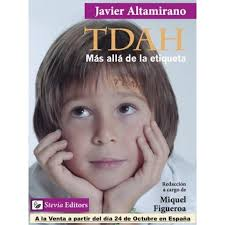 Javier Altamirano
TDAH
Más allá de la etiqueta
Redacción
a cargo de
Miquel
Figueroa
Stevia Editors
A la Venta a partir del día 24 de Octubre en España